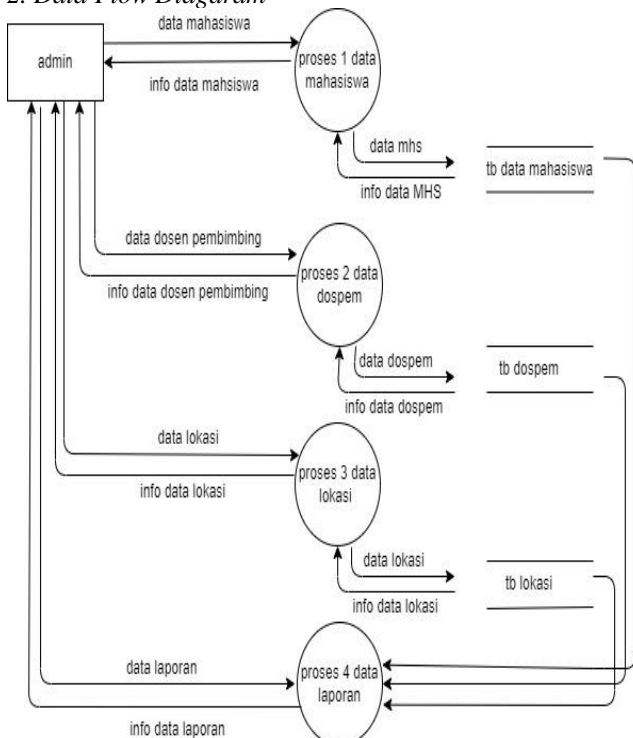 2. Data Flow Diagaram
data mahasiswa
admin
proses 1 data
mahasiswa
info data mahsiswa
data mhs
tb data mahasiswa
info data MHS
data dosen pembimbing
proses 2 data
dospem
info data dosen pembimbing
data dospem
tb dospem
info data dospem
data lokasi
proses 3 data
lokasi
info data lokasi
data lokasi
tb lokasi
info data lokasi
data laporan
proses 4 data
laporan
info data laporan